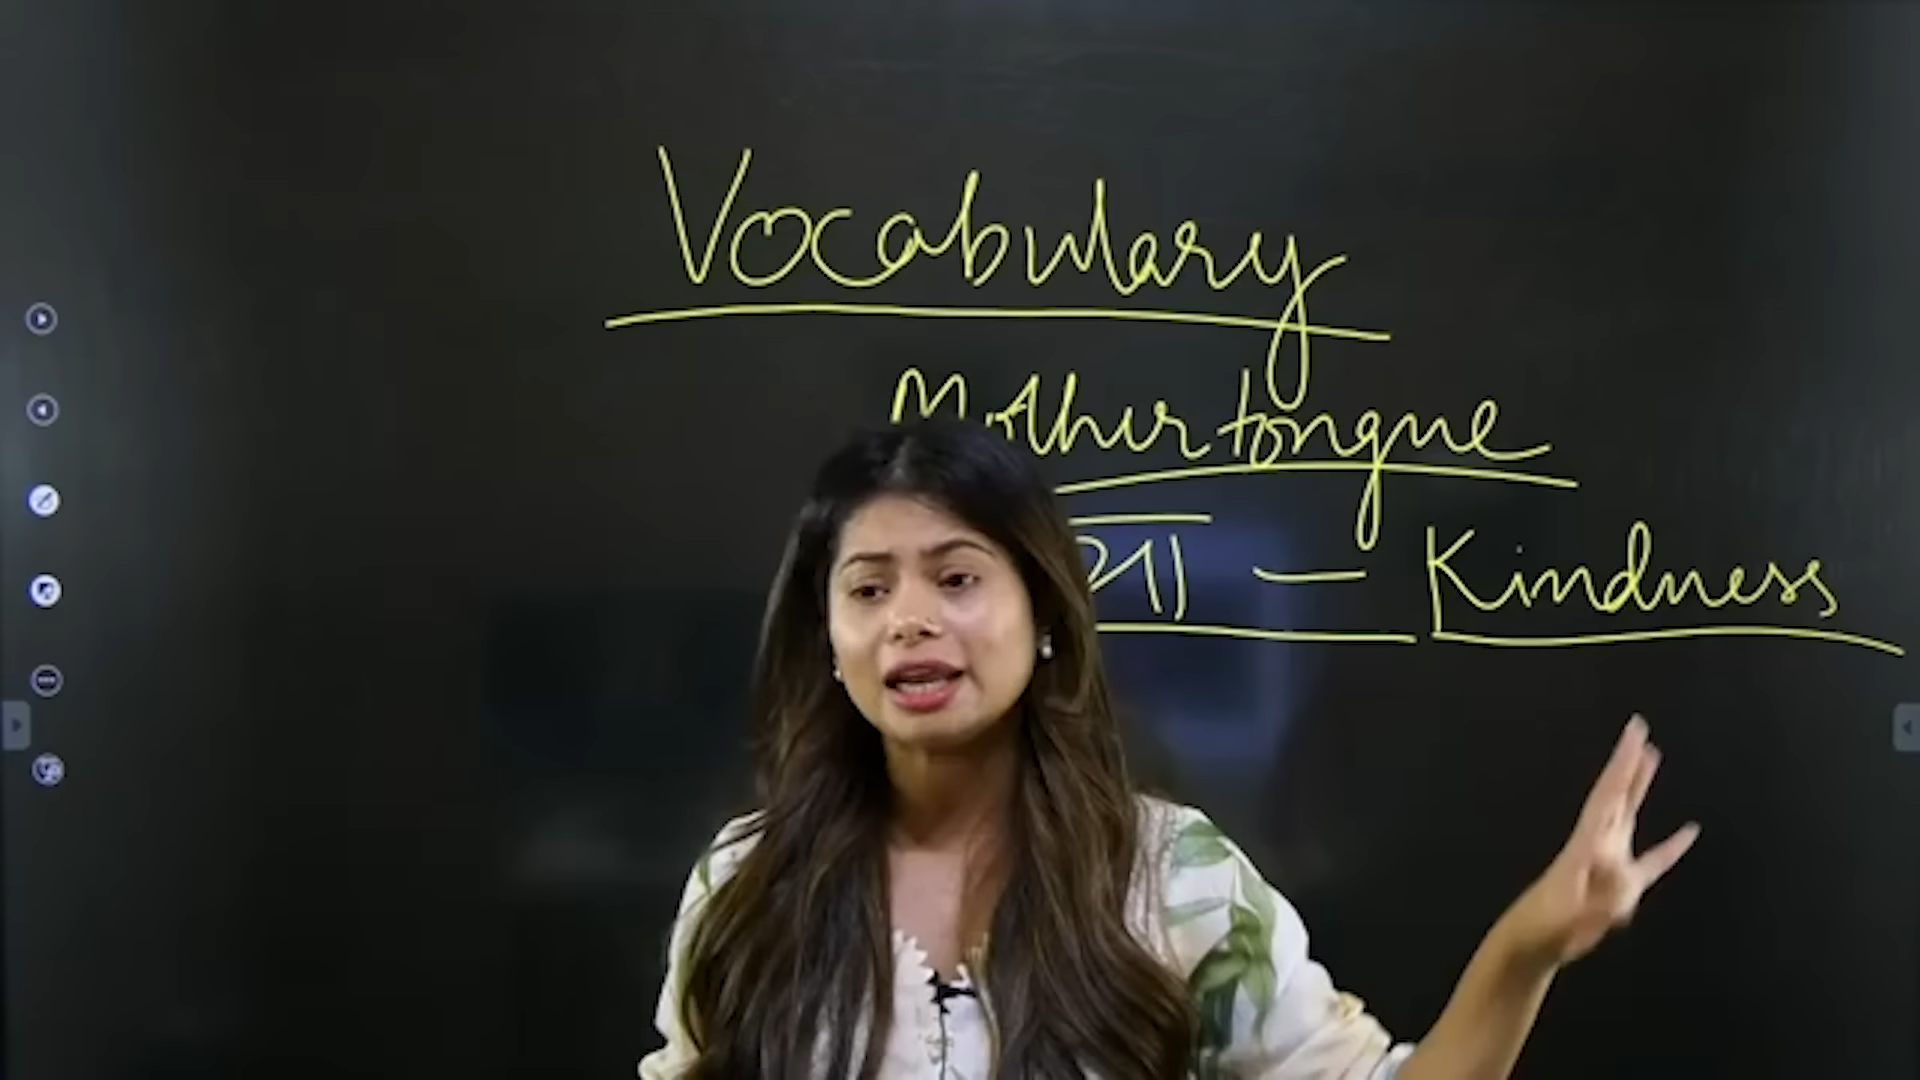 Vocabulary
Mother tongue
— Kindness